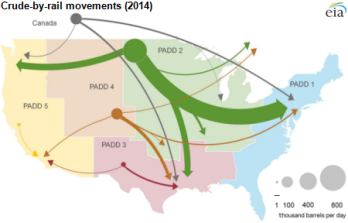 Crude-by-rail movements (2014)
eia
Canada
PADD 2
PADD 1
PADD 4
PADD 5
PADD 3
1 100 400 800
thousand barrels per day